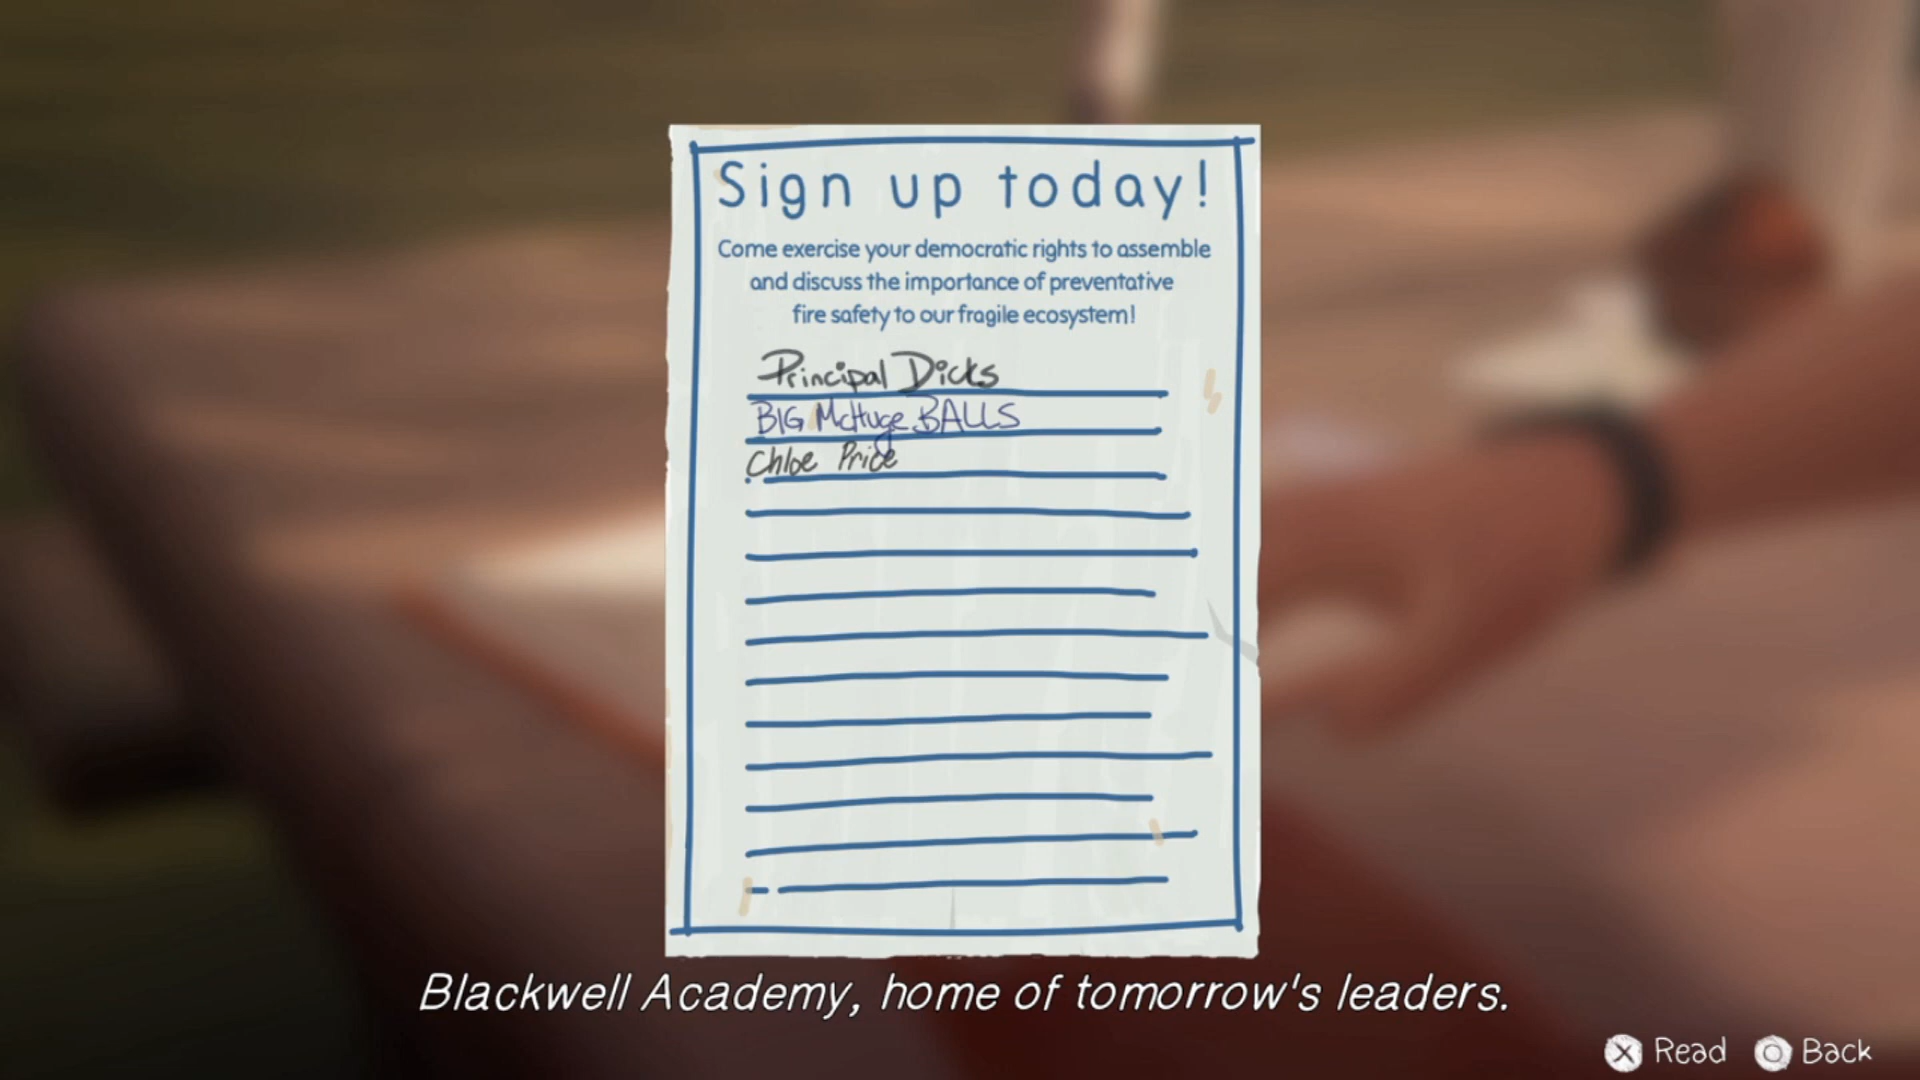 Sign up today!
Come exercise your democratic rights to assemble
and discuss the importance of preventative
fire safety to our fragile ecosystem!
Principal Dicks
BIG McHuge BALLS
Chloe Price
Blackwell Academy, home of tomorrow's leaders.
X Read O Back